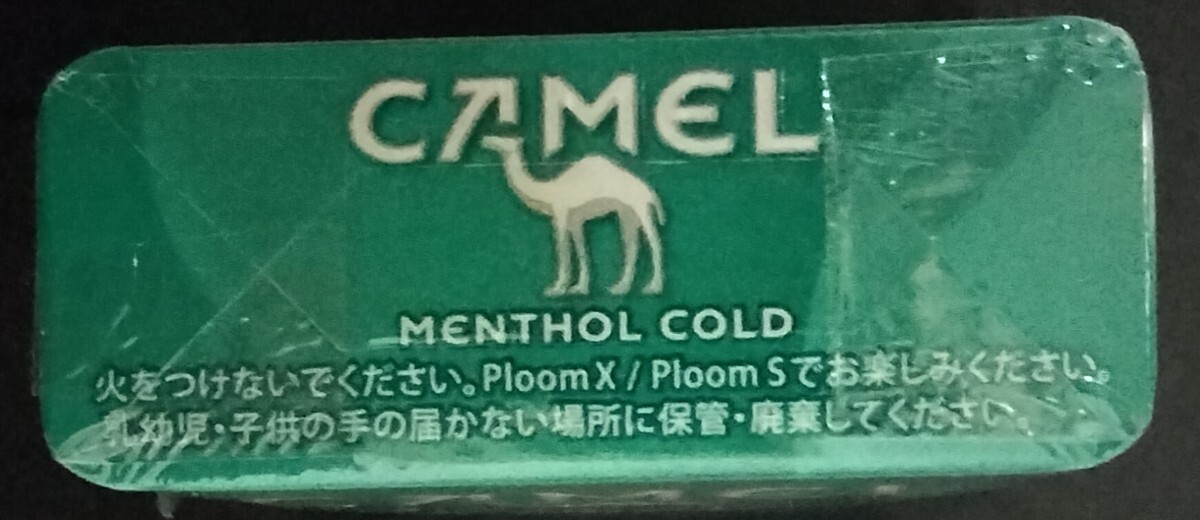 CAMEL
MENTHOL COLD
火をつけないでください。Ploom X / Ploom Sでお楽しみください。
乳幼児・子供の手の届かない場所に保管・廃棄してください。